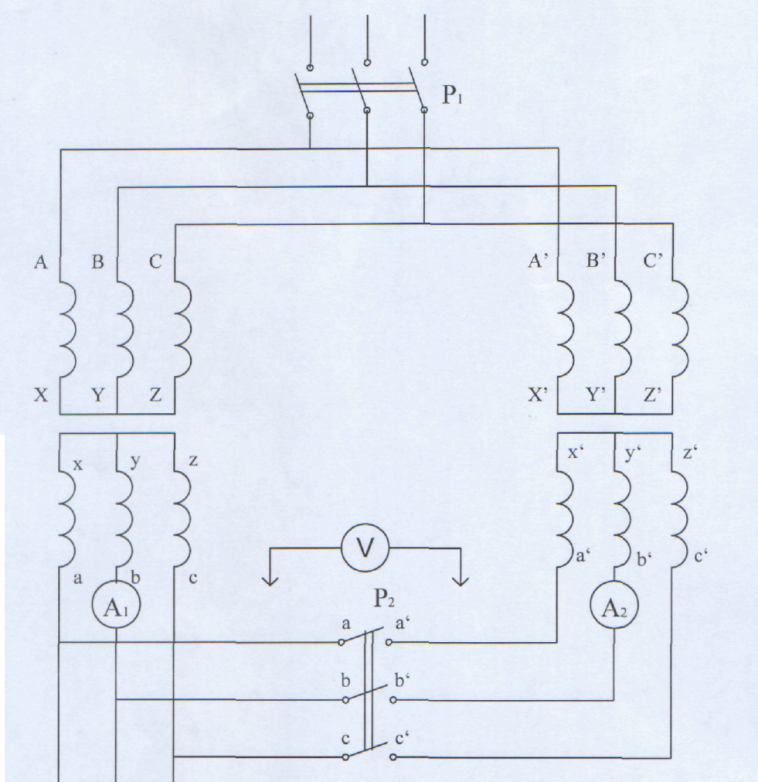 P1
A B C A’ B’ C’
X Y Z X’ Y’ Z’
x y z x‘ y‘ z‘
V
a b c a‘ b‘ c‘
A1 P2 A2
a a‘
b b‘
c c‘